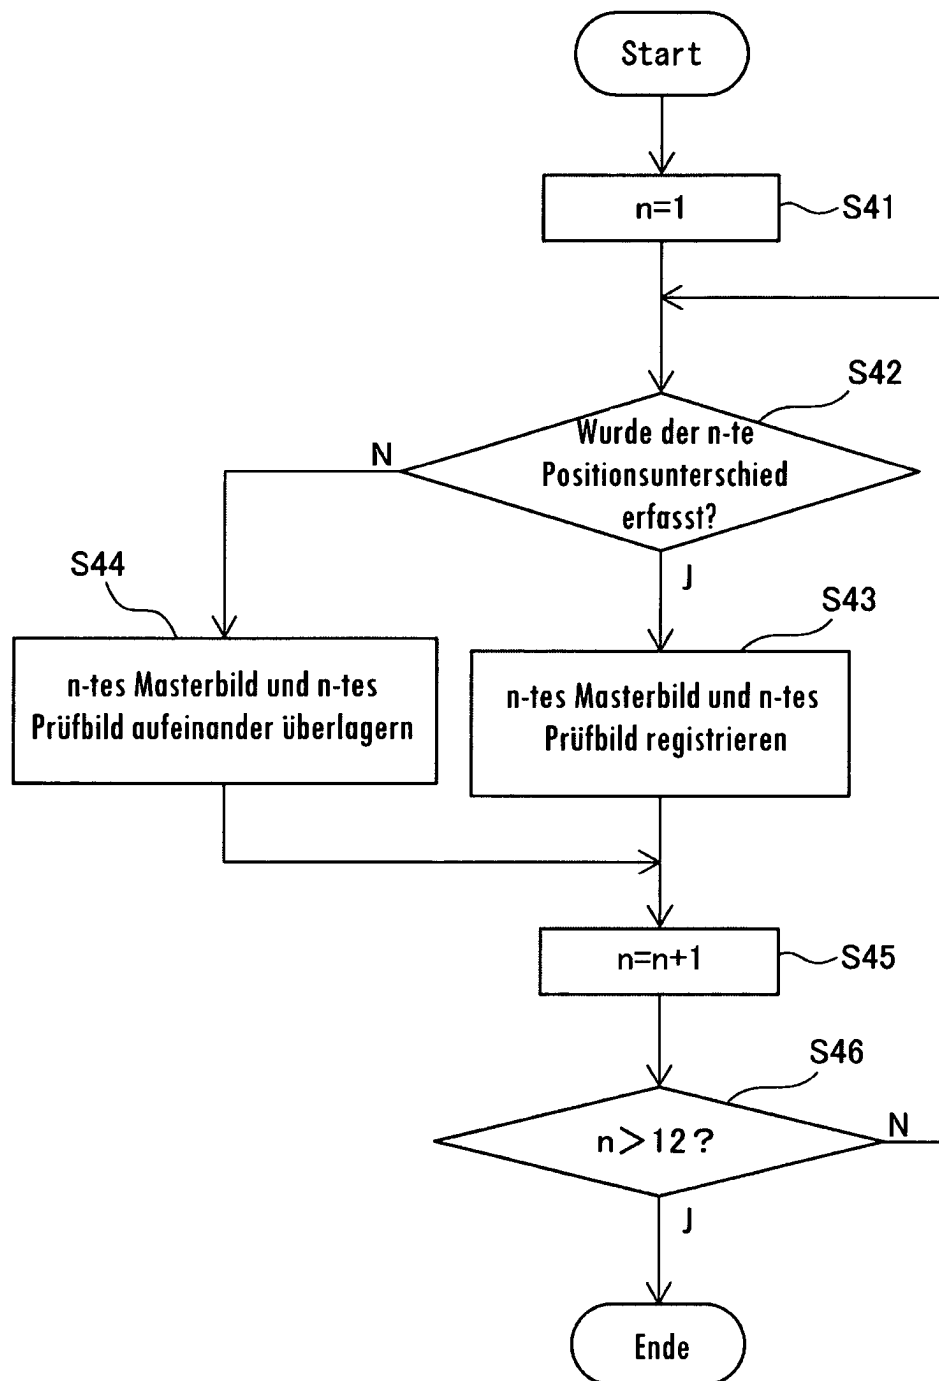 Start
n=1
S41
S42
Wurde der n-te
Positionsunterschied
erfasst?
N
J
S44
S43
n-tes Masterbild und n-tes
Prüfbild aufeinander überlagern
n-tes Masterbild und n-tes
Prüfbild registrieren
n=n+1
S45
S46
n>12?
N
J
Ende